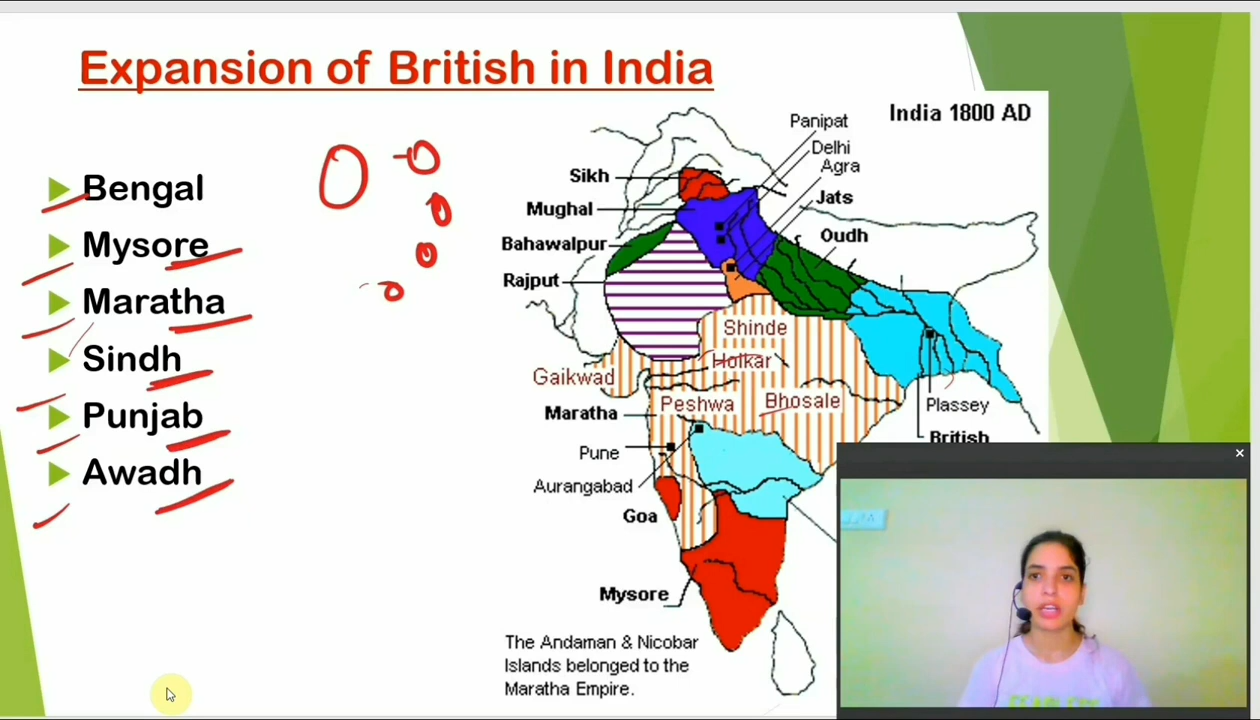 Expansion of British in India
Bengal
Mysore
Maratha
Sindh
Punjab
Awadh
India 1800 AD
Panipat
Delhi
Agra
Jats
Sikh
Mughal
Bahawalpur
Oudh
Rajput
Shinde
Holkar
Gaikwad
Peshwa
Bhosale
Maratha
Plassey
British
Pune
Aurangabad
Goa
Mysore
The Andaman & Nicobar
Islands belonged to the
Maratha Empire.